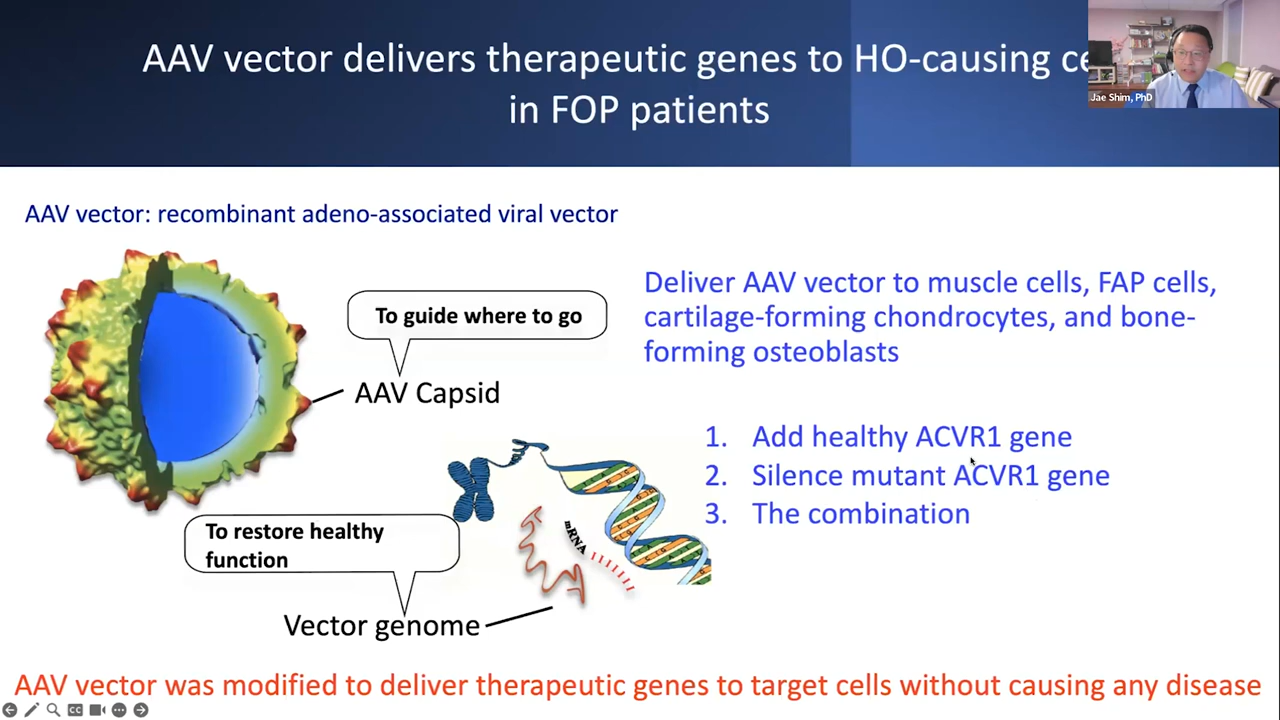 AAV vector delivers therapeutic genes to HO-causing
in FOP patients
Jae Shim, PhD
AAV vector: recombinant adeno-associated viral vector
To guide where to go
AAV Capsid
Deliver AAV vector to muscle cells, FAP cells,
cartilage-forming chondrocytes, and bone-
forming osteoblasts
1. Add healthy ACVR1 gene
2. Silence mutant ACVR1 gene
3. The combination
mRNA
To restore healthy
function
Vector genome
AAV vector was modified to deliver therapeutic genes to target cells without causing any disease
CC